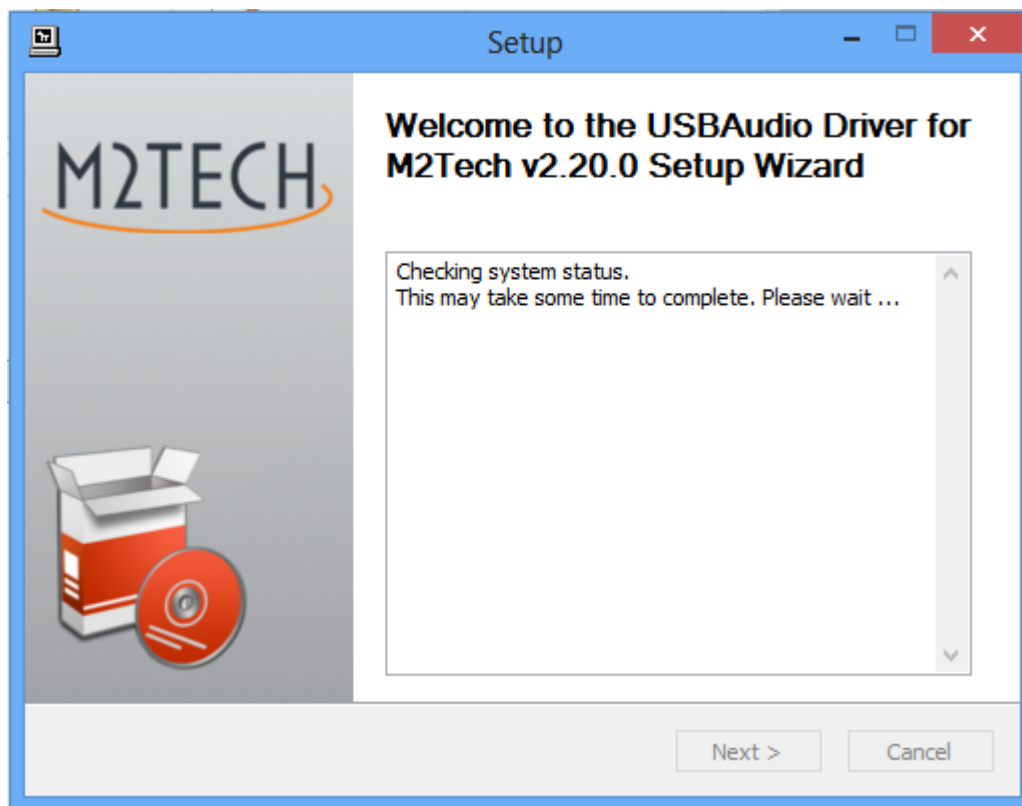 Setup
M2TECH
Welcome to the USBAudio Driver for
M2Tech v2.20.0 Setup Wizard
Checking system status.
This may take some time to complete. Please wait ...
Next >
Cancel